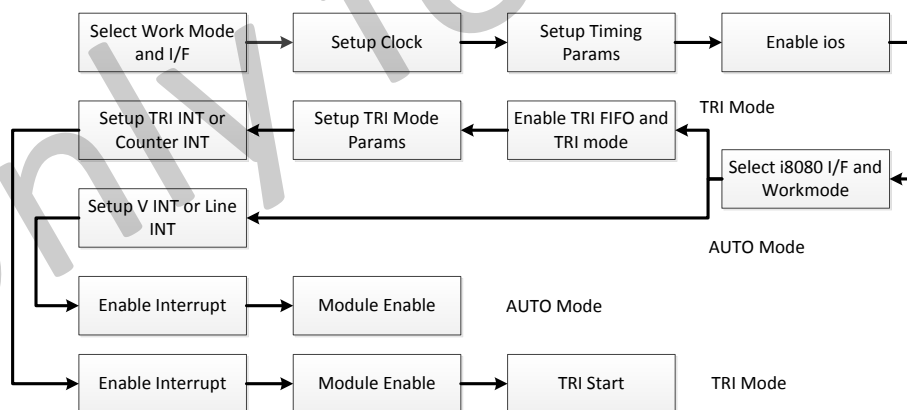 Select Work Mode
and I/F
Setup Clock
Setup Timing
Params
Enable ios
TRI Mode
Setup TRI INT or
Counter INT
Setup TRI Mode
Params
Enable TRI FIFO and
TRI mode
Select i8080 I/F and
Workmode
Setup V INT or Line
INT
AUTO Mode
Enable Interrupt
Module Enable
AUTO Mode
Enable Interrupt
Module Enable
TRI Start
TRI Mode
only